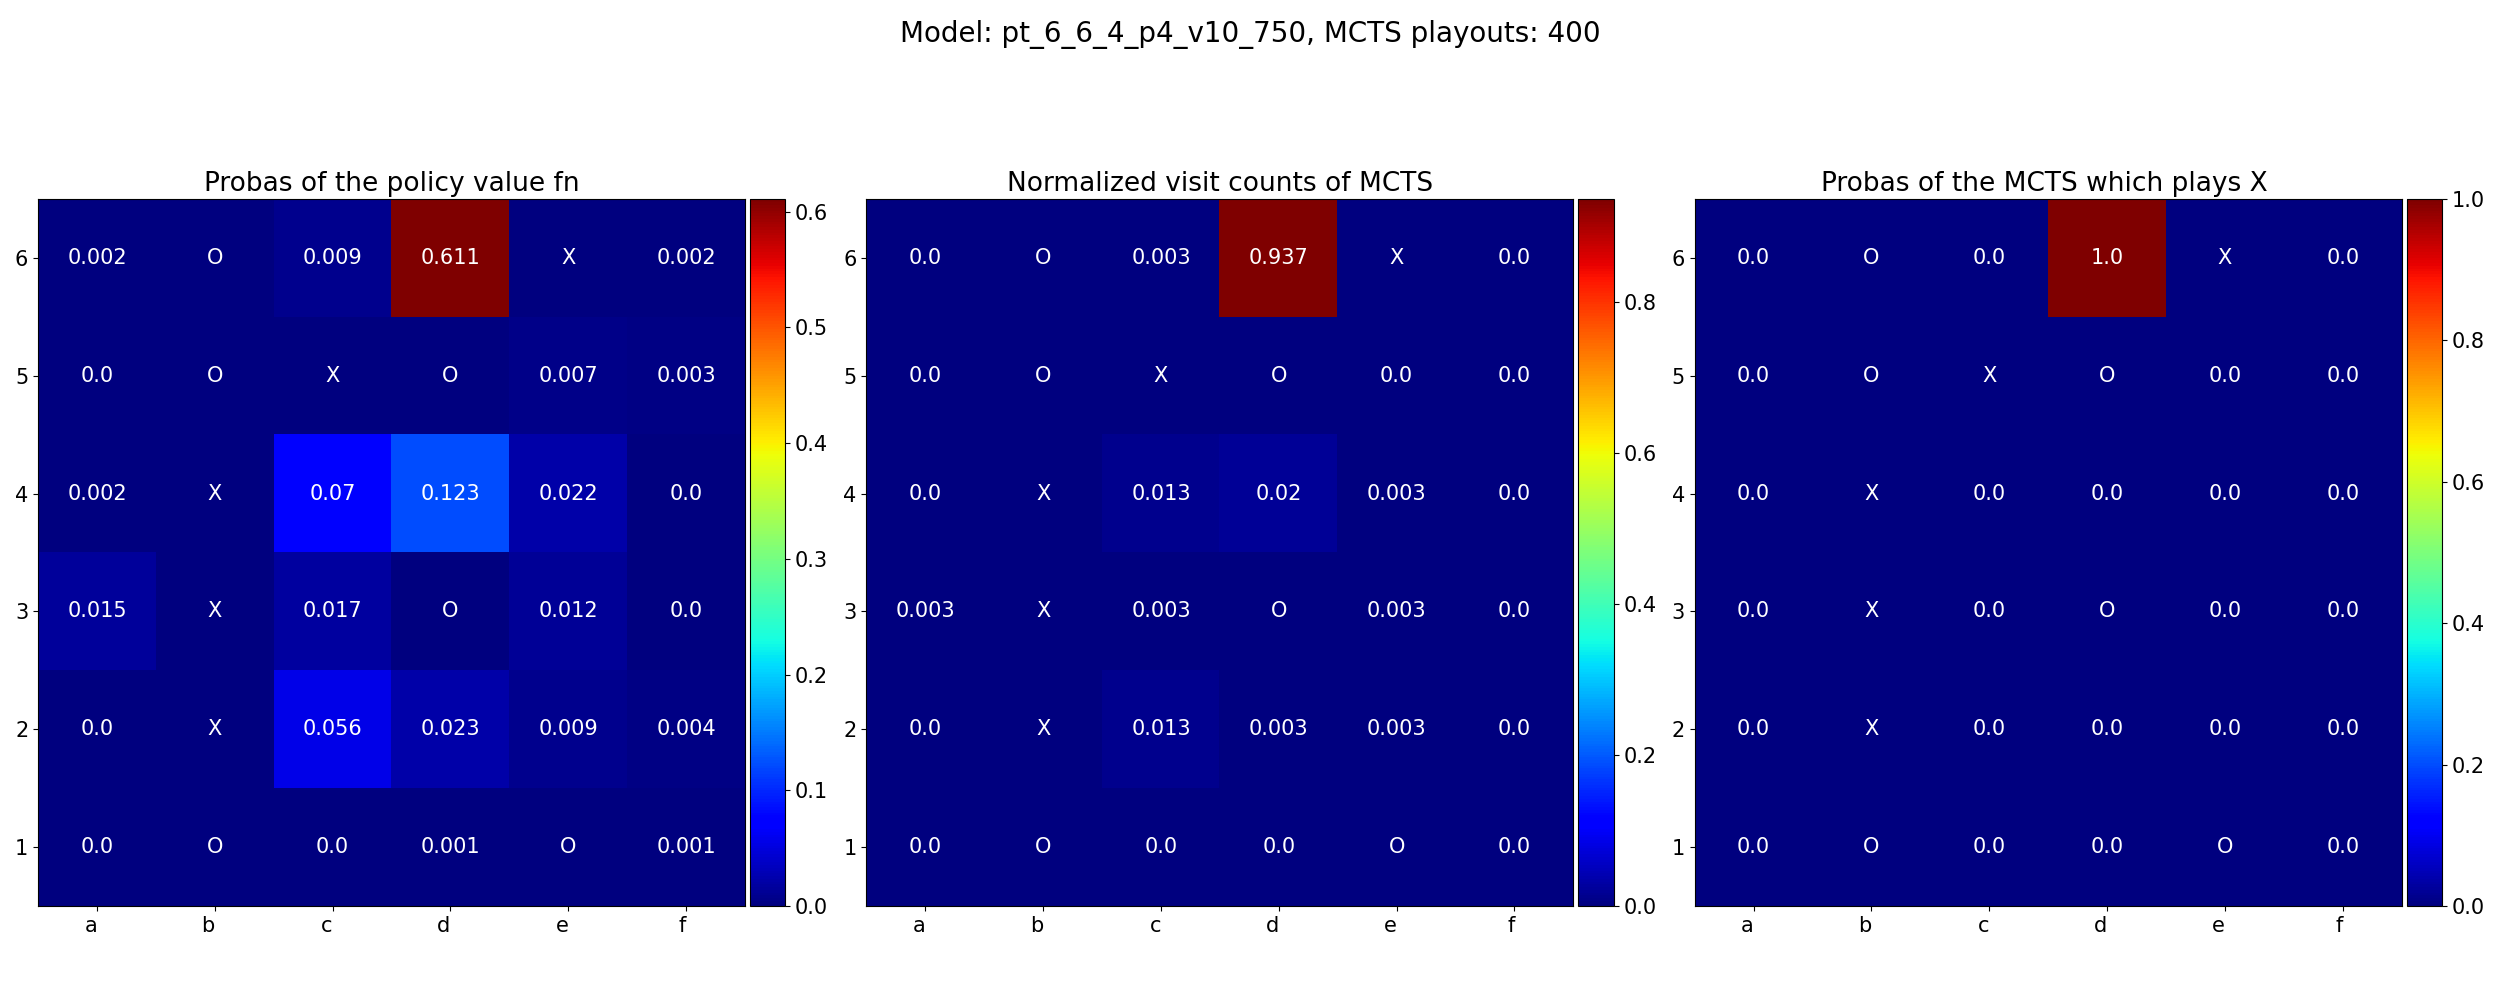 Model: pt_6_6_4_p4_v10_750, MCTS playouts: 400
Probas of the policy value fn
6 0.002 O 0.009 0.611 X 0.002
5 0.0 O X O 0.007 0.003
4 0.002 X 0.07 0.123 0.022 0.0
3 0.015 X 0.017 O 0.012 0.0
2 0.0 X 0.056 0.023 0.009 0.004
1 0.0 O 0.0 0.001 O 0.001
a b c d e f
0.6
0.5
0.4
0.3
0.2
0.1
0.0
Normalized visit counts of MCTS
6 0.0 O 0.003 0.937 X 0.0
5 0.0 O X O 0.0 0.0
4 0.0 X 0.013 0.02 0.003 0.0
3 0.003 X 0.003 O 0.003 0.0
2 0.0 X 0.013 0.003 0.003 0.0
1 0.0 O 0.0 0.0 O 0.0
a b c d e f
0.8
0.6
0.4
0.2
0.0
Probas of the MCTS which plays X
6 0.0 O 0.0 1.0 X 0.0
5 0.0 O X O 0.0 0.0
4 0.0 X 0.0 0.0 0.0 0.0
3 0.0 X 0.0 O 0.0 0.0
2 0.0 X 0.0 0.0 0.0 0.0
1 0.0 O 0.0 0.0 O 0.0
a b c d e f
1.0
0.8
0.6
0.4
0.2
0.0